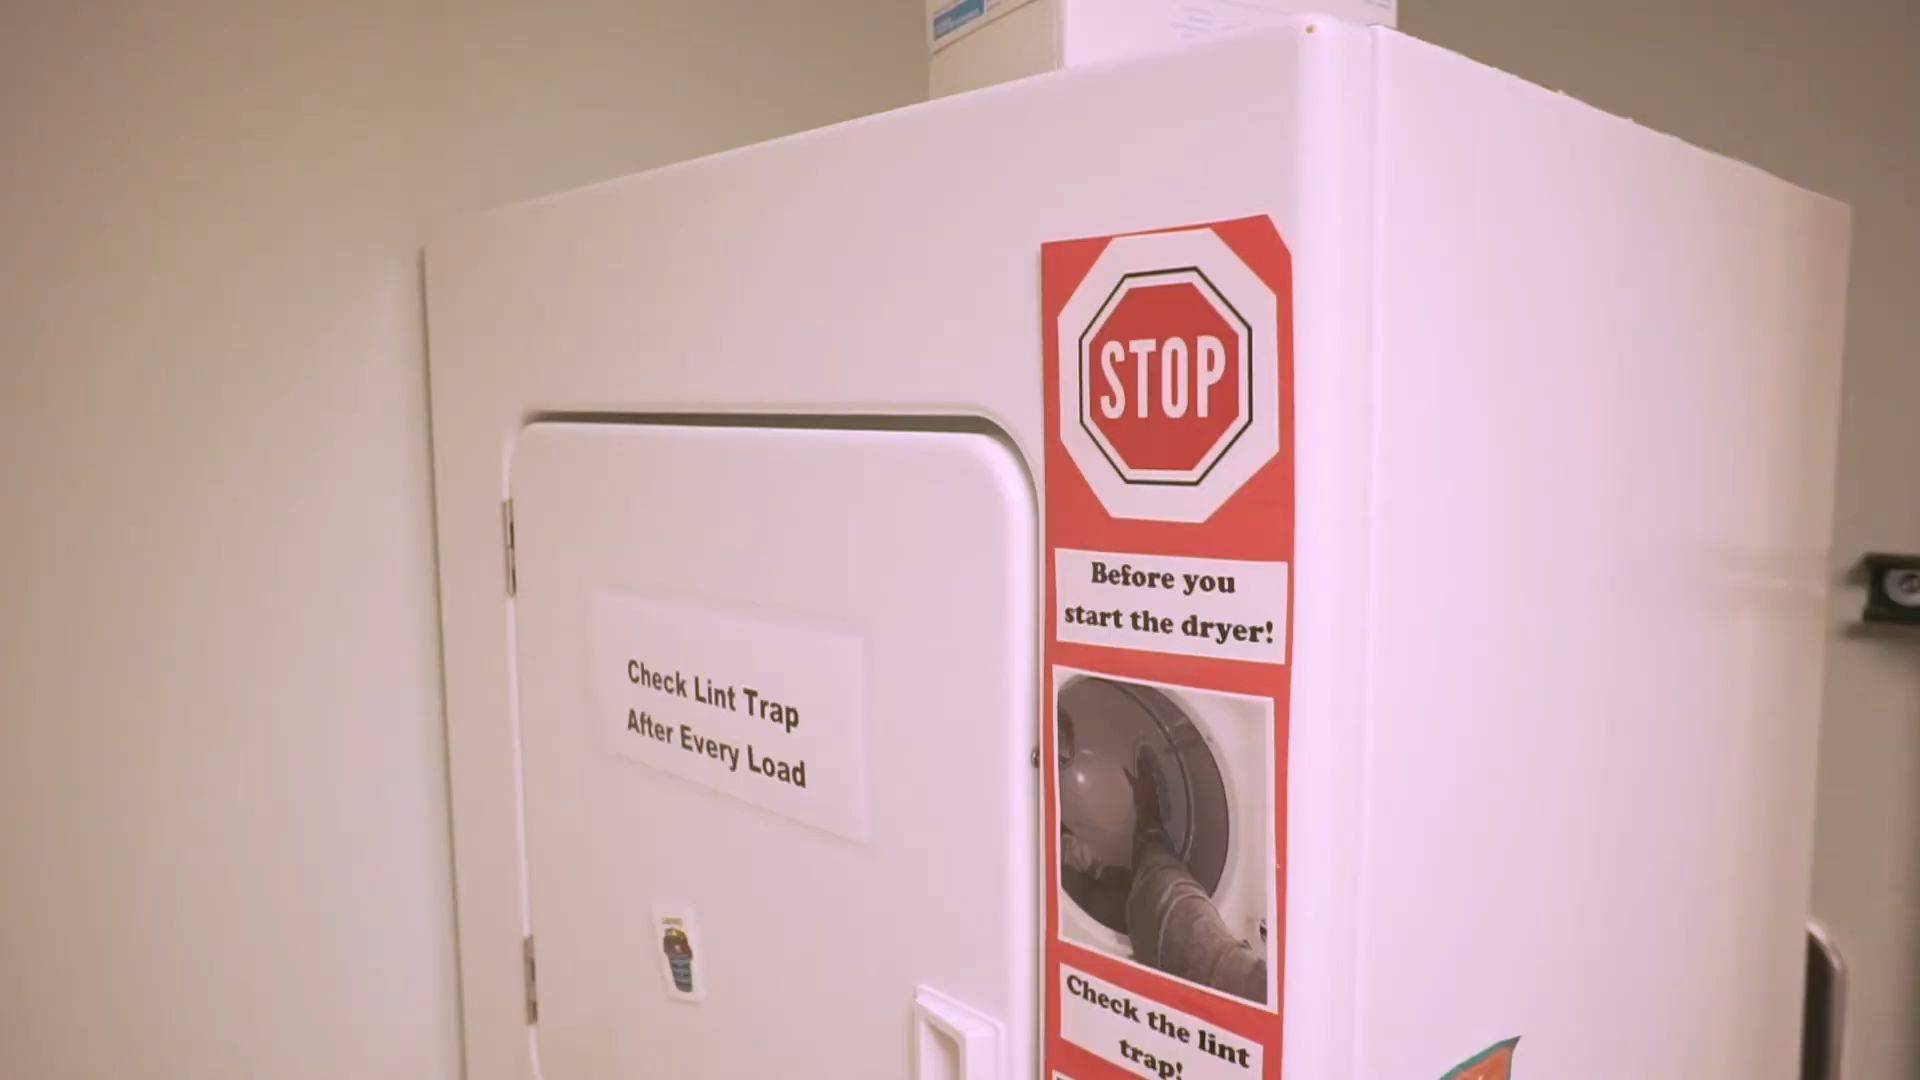 STOP
Before you
start the dryer!
Check Lint Trap
After Every Load
Check the lint
trap!